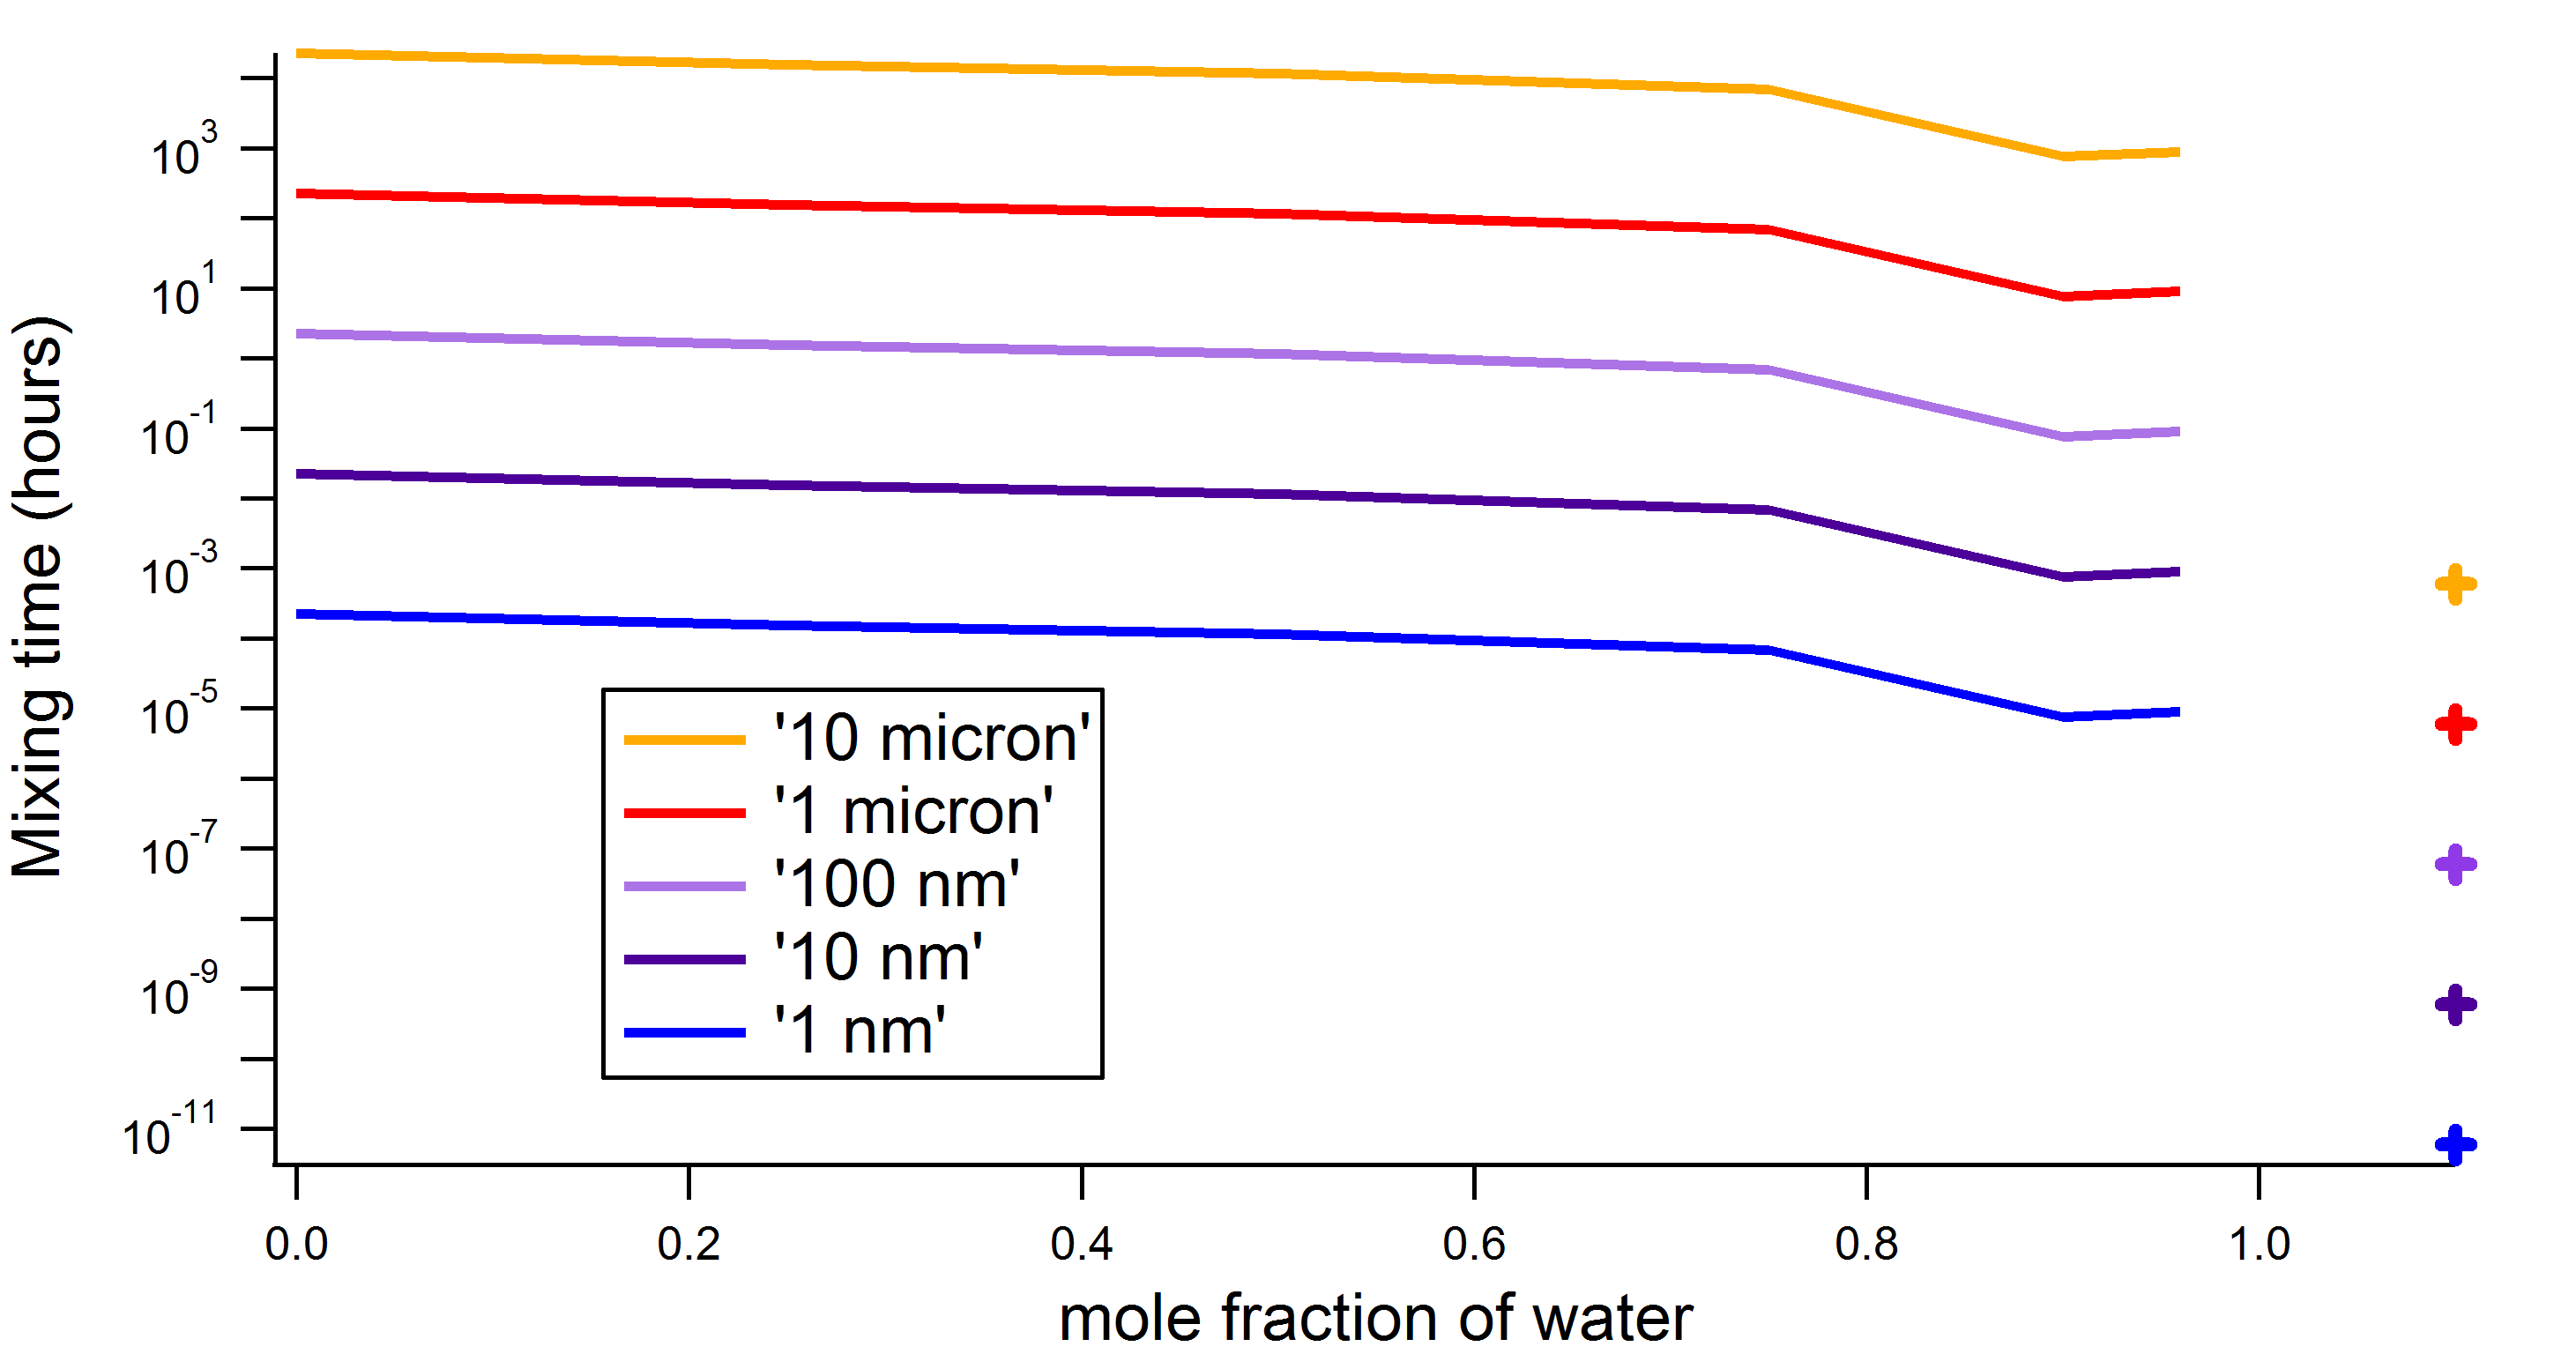 Mixing time (hours)
10^3
10^1
10^-1
10^-3
10^-5
10^-7
10^-9
10^-11
'10 micron'
'1 micron'
'100 nm'
'10 nm'
'1 nm'
0.0 0.2 0.4 0.6 0.8 1.0
mole fraction of water